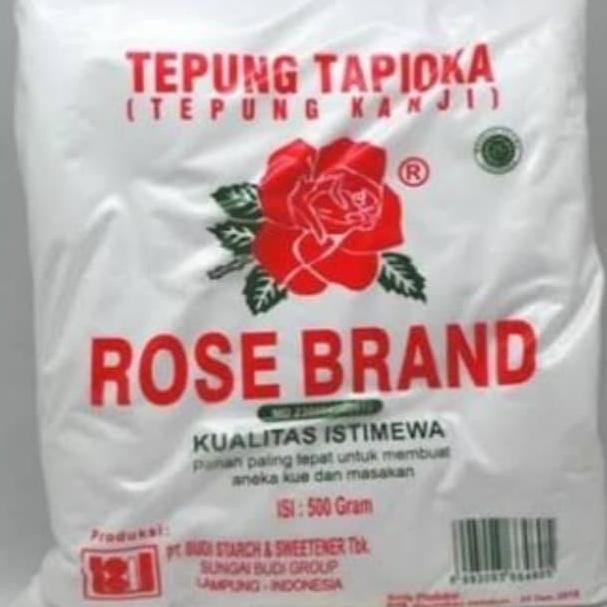 TEPUNG TAPIOKA
(TEPUNG KANJI)
®
ROSE BRAND
KUALITAS ISTIMEWA
Pilihan paling tepat untuk membuat
aneka kue dan masakan
ISI : 500 Gram
Produksi:
pt. BUDI STARCH & SWEETENER Tbk.
SUNGAI BUDI GROUP
LAMPUNG - INDONESIA